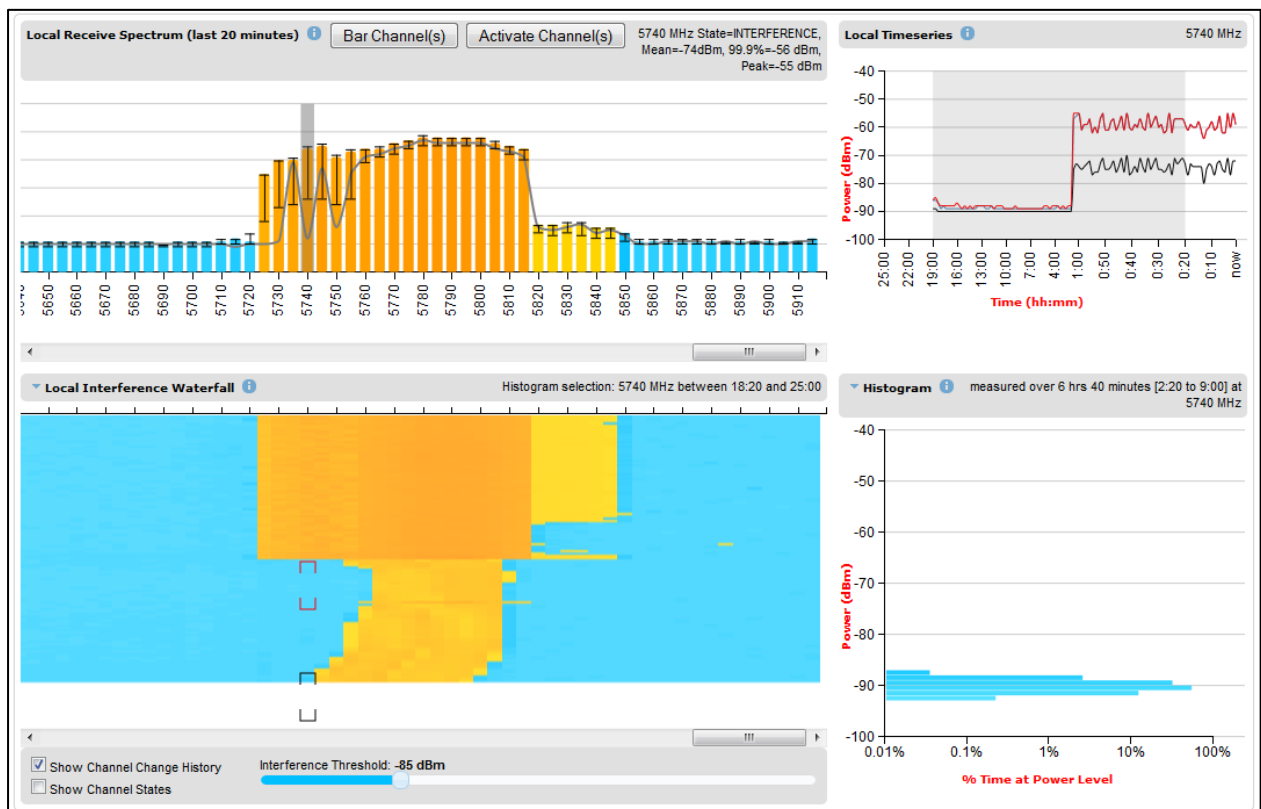 Local Receive Spectrum (last 20 minutes)
Bar Channel(s)
Activate Channel(s)
5740 MHz State=INTERFERENCE,
Mean=-74dBm, 99.9%=-56 dBm,
Peak=-55 dBm
5650
5660
5670
5680
5690
5700
5710
5720
5730
5740
5750
5760
5770
5780
5790
5800
5810
5820
5830
5840
5850
5860
5870
5880
5890
5900
5910
Local Timeseries
5740 MHz
Power (dBm)
-40
-50
-60
-70
-80
-90
-100
25:00
22:00
19:00
16:00
13:00
10:00
7:00
4:00
1:00
0:50
0:40
0:30
0:20
0:10
now
Time (hh:mm)
Local Interference Waterfall
Histogram selection: 5740 MHz between 18:20 and 25:00
Show Channel Change History
Show Channel States
Interference Threshold: -85 dBm
Histogram
measured over 6 hrs 40 minutes [2:20 to 9:00] at
5740 MHz
Power (dBm)
-40
-50
-60
-70
-80
-90
-100
0.01%
0.1%
1%
10%
100%
% Time at Power Level